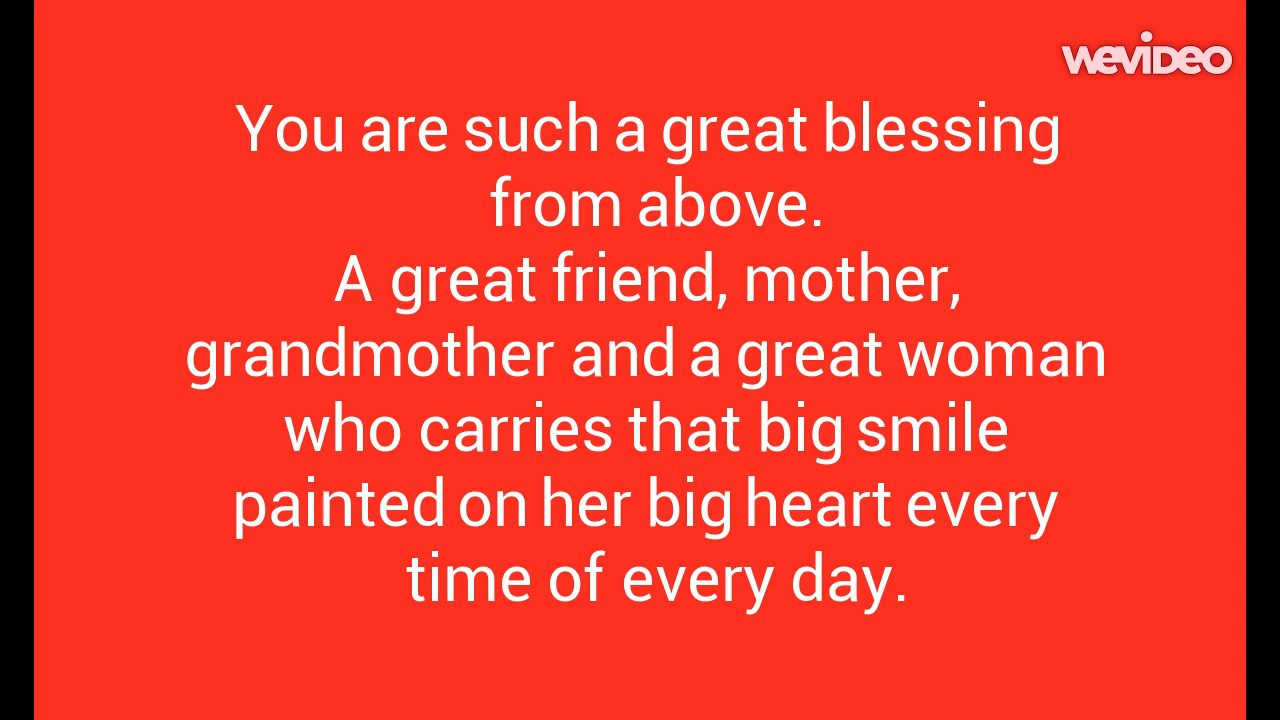 WeVideo
You are such a great blessing
from above.
A great friend, mother,
grandmother and a great woman
who carries that big smile
painted on her big heart every
time of every day.